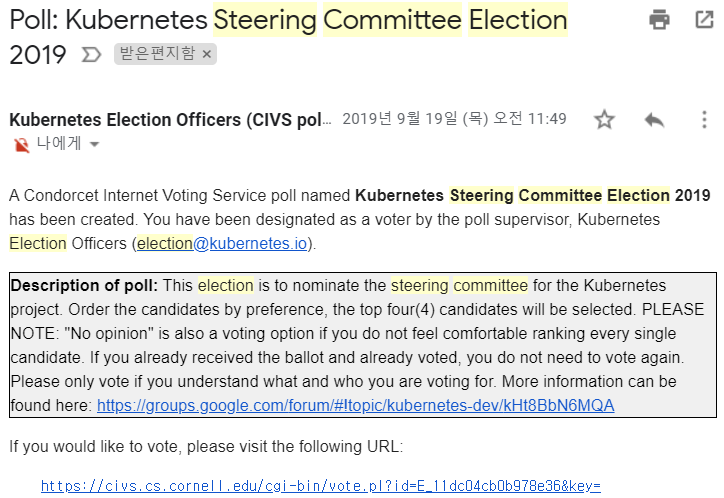 Poll: Kubernetes Steering Committee Election
2019 받은편지함 ×
Kubernetes Election Officers (CIVS pol... 2019년 9월 19일 (목) 오전 11:49
나에게
A Condorcet Internet Voting Service poll named Kubernetes Steering Committee Election 2019
has been created. You have been designated as a voter by the poll supervisor, Kubernetes
Election Officers (election@kubernetes.io).
Description of poll: This election is to nominate the steering committee for the Kubernetes
project. Order the candidates by preference, the top four(4) candidates will be selected. PLEASE
NOTE: "No opinion" is also a voting option if you do not feel comfortable ranking every single
candidate. If you already received the ballot and already voted, you do not need to vote again.
Please only vote if you understand what and who you are voting for. More information can be
found here: https://groups.google.com/forum/#!topic/kubernetes-dev/kHt8BbN6MQA
If you would like to vote, please visit the following URL:
https://civs.cs.cornell.edu/cgi-bin/vote.pl?id=E_11dc04cb0b978e36&key=